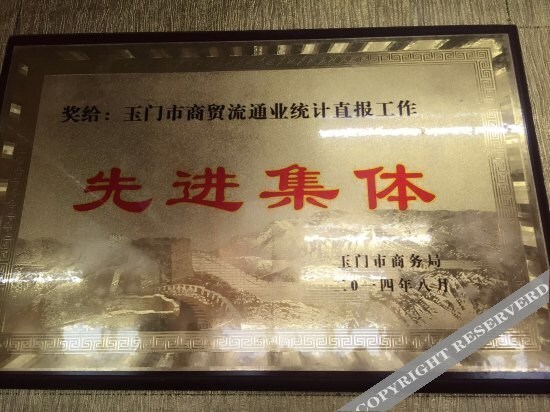 奖给：玉门市商贸流通业统计直报工作
先进集体
玉门市商务局
二〇一四年八月
COPYRIGHT RESERVED